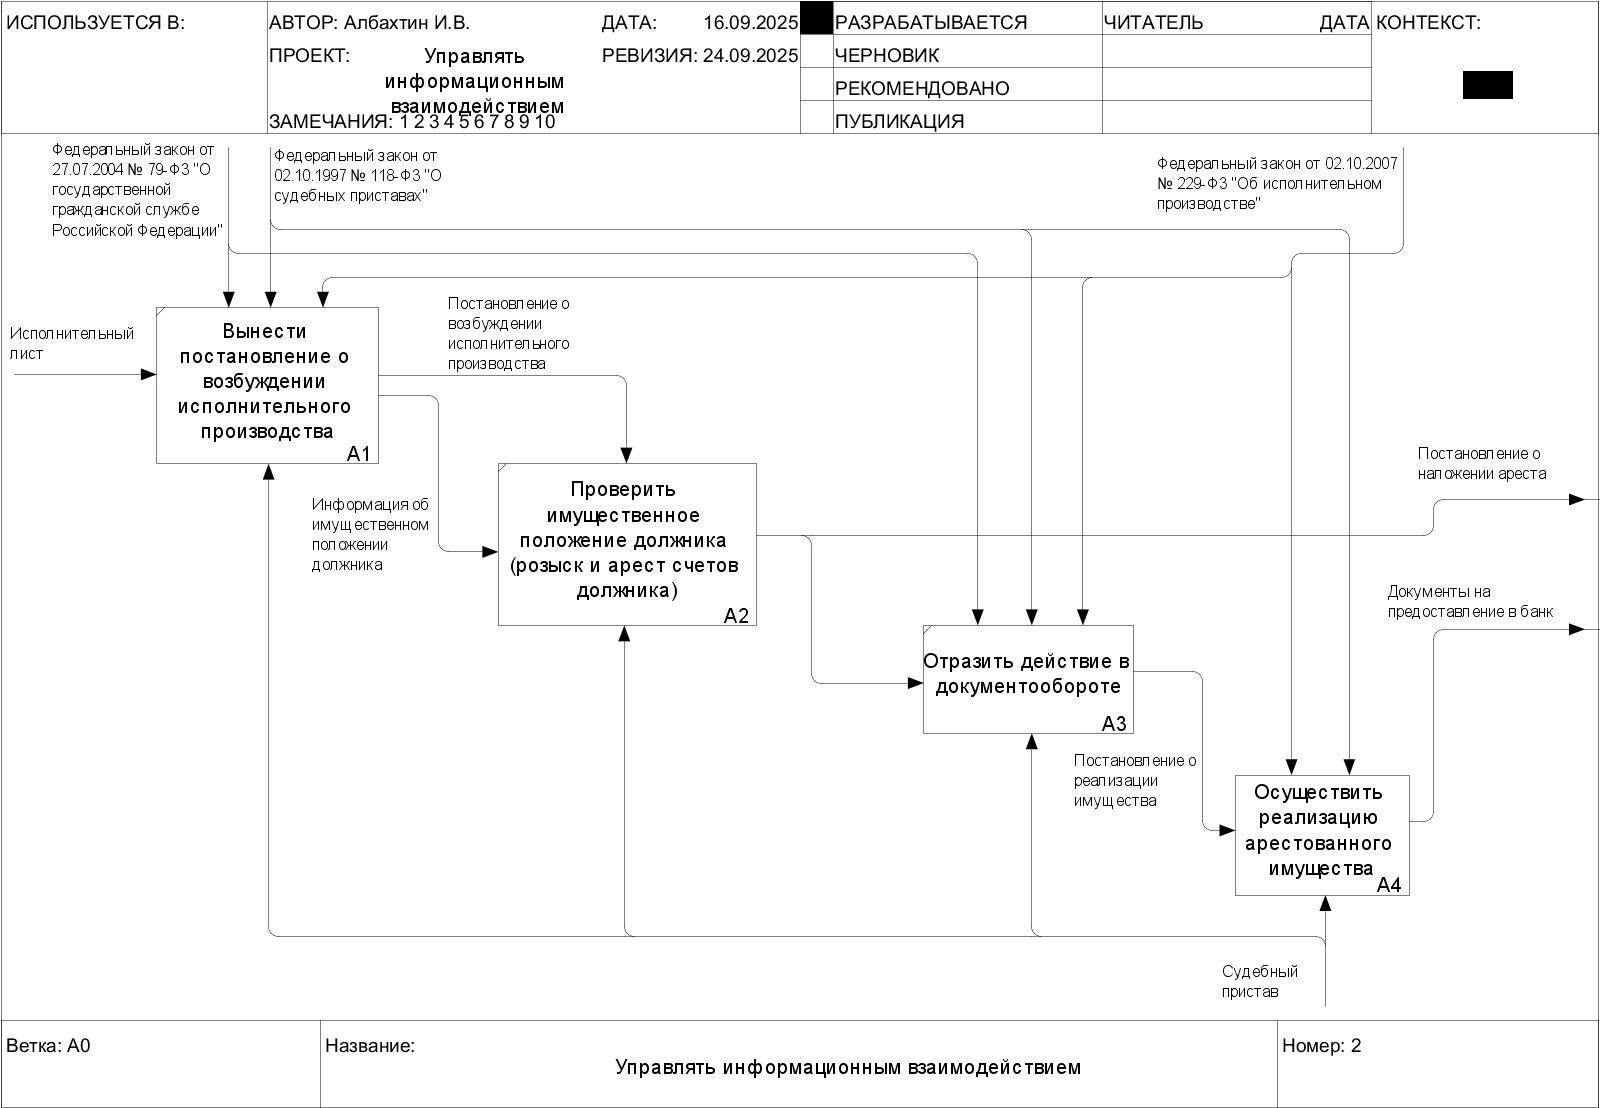 ИСПОЛЬЗУЕТСЯ В:
АВТОР: Албахтин И.В.
ДАТА: 16.09.2025
РАЗРАБАТЫВАЕТСЯ
ЧИТАТЕЛЬ
ДАТА
КОНТЕКСТ:
ПРОЕКТ:
Управлять
информационным
взаимодействием
РЕВИЗИЯ: 24.09.2025
ЧЕРНОВИК
РЕКОМЕНДОВАНО
ЗАМЕЧАНИЯ: 1 2 3 4 5 6 7 8 9 10
ПУБЛИКАЦИЯ
Федеральный закон от
27.07.2004 № 79-ФЗ "О
государственной
гражданской службе
Российской Федерации"
Федеральный закон от
02.10.1997 № 118-ФЗ "О
судебных приставах"
Федеральный закон от 02.10.2007
№ 229-ФЗ "Об исполнительном
производстве"
Исполнительный
лист
Вынести
постановление о
возбуждении
исполнительного
производства
A1
Постановление о
возбуждении
исполнительного
производства
Информация об
имущественном
положении
должника
Проверить
имущественное
положение должника
(розыск и арест счетов
должника)
A2
Постановление о
наложении ареста
Документы на
предоставление в банк
Отразить действие в
документообороте
A3
Постановление о
реализации
имущества
Осуществить
реализацию
арестованного
имущества
A4
Судебный
пристав
Ветка: A0
Название:
Управлять информационным взаимодействием
Номер: 2